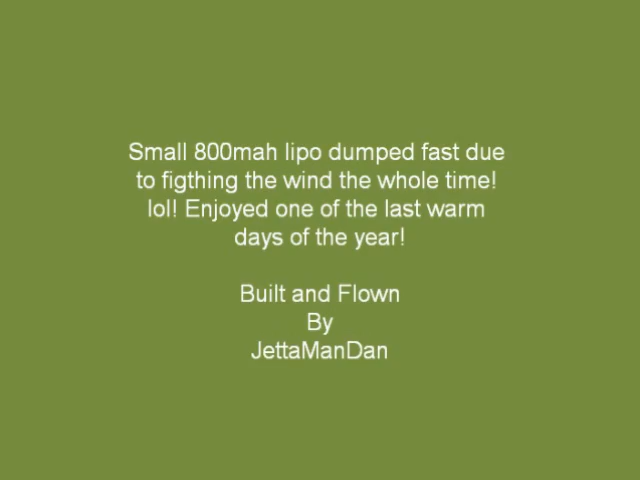 Small 800mah lipo dumped fast due
to figthing the wind the whole time!
lol! Enjoyed one of the last warm
days of the year!
Built and Flown
By
JettaManDan